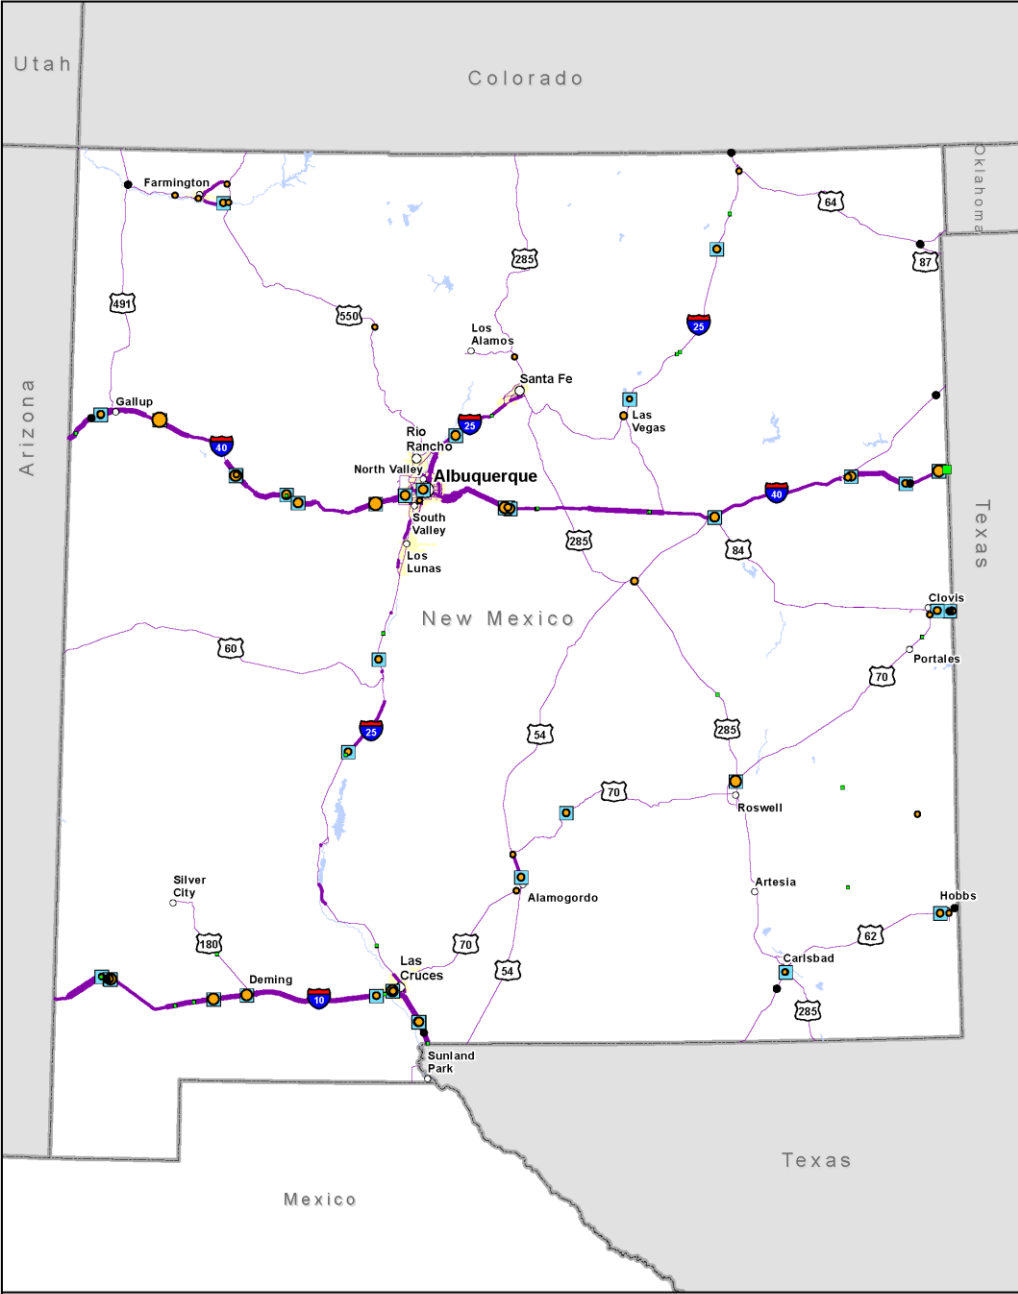 Utah
Colorado
Oklahoma
Farmington
64
285
87
491
550
25
Los
Alamos
Santa Fe
Arizona
Gallup
25
Las
Vegas
Rio
Rancho
40
North Valley
Albuquerque
40
South
Valley
285
84
Texas
Los
Lunas
New Mexico
Clovis
60
Portales
70
25
54
285
70
Roswell
Silver
City
Artesia
Alamogordo
Hobbs
180
70
62
Las
Cruces
54
Carlsbad
Deming
10
285
Sunland
Park
Texas
Mexico